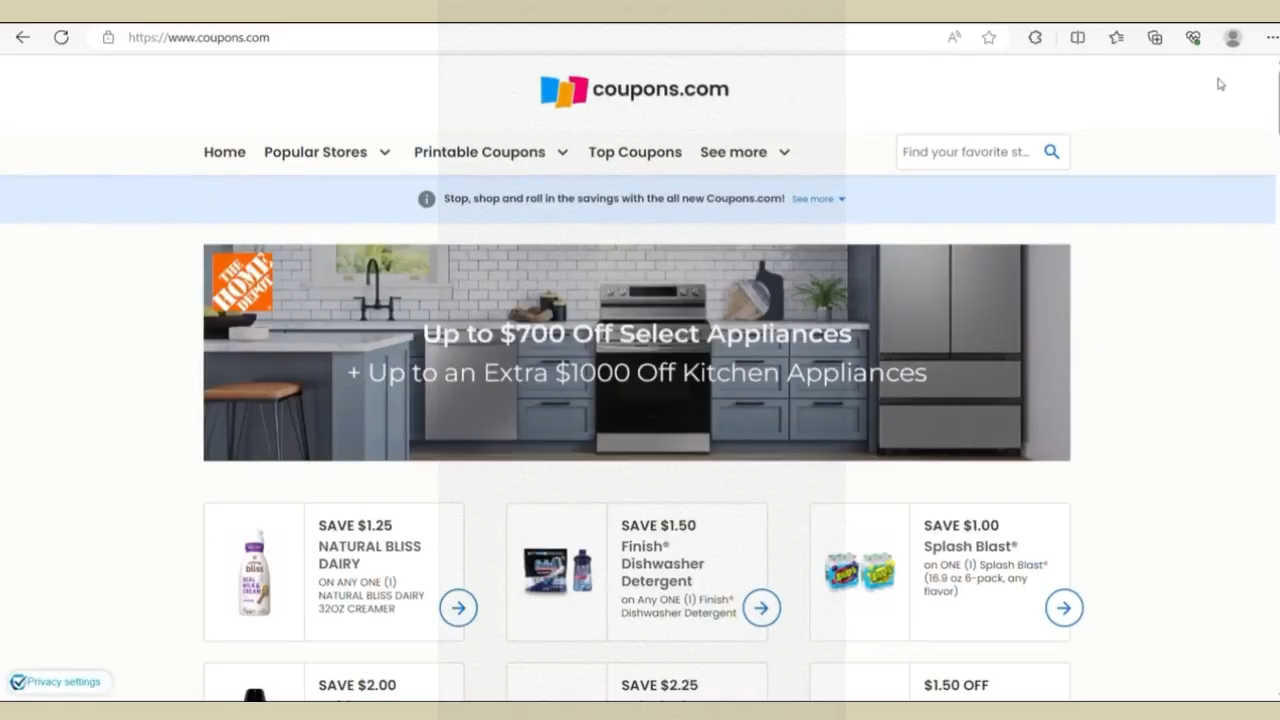 https://www.coupons.com
coupons.com
Home Popular Stores Printable Coupons Top Coupons See more
Find your favorite st...
Stop, shop and roll in the savings with the all new Coupons.com! See more
THE HOME DEPOT
Up to $700 Off Select Appliances
+ Up to an Extra $1000 Off Kitchen Appliances
SAVE $1.25
NATURAL BLISS
DAIRY
ON ANY ONE (1)
NATURAL BLISS DAIRY
32OZ CREAMER
SAVE $1.50
Finish®
Dishwasher
Detergent
on Any ONE (1) Finish®
Dishwasher Detergent
SAVE $1.00
Splash Blast®
on ONE (1) Splash Blast®
(16.9 oz 6-pack, any
flavor)
bliss
SAVE $2.00
SAVE $2.25
$1.50 OFF
Privacy settings